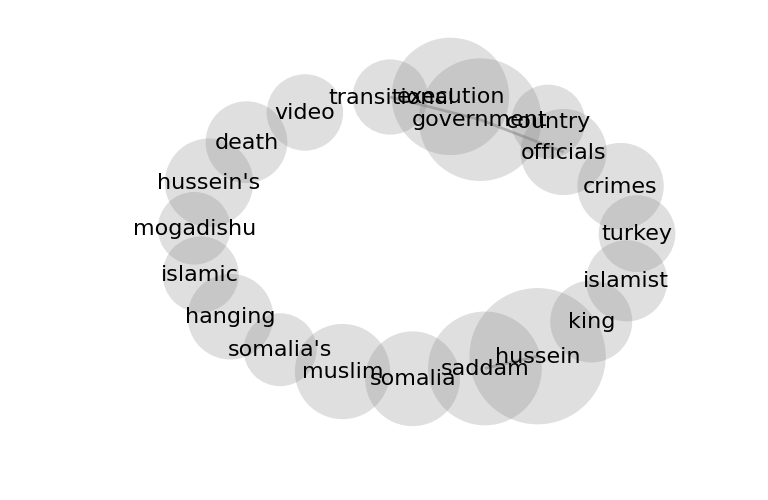 execution
transitional
video
government
country
death
officials
hussein's
crimes
mogadishu
turkey
islamic
islamist
hanging
king
somalia's
hussein
saddam
muslim
somalia